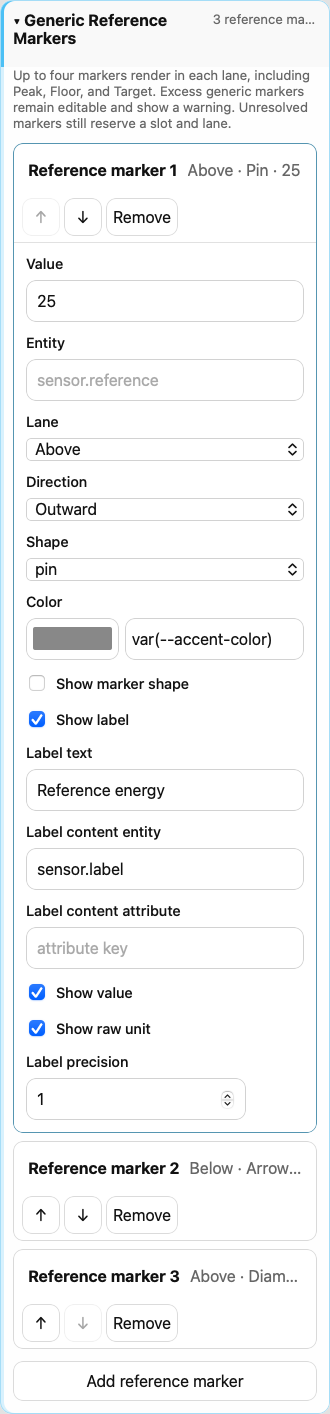 ▾ Generic Reference Markers
3 reference ma...
Up to four markers render in each lane, including
Peak, Floor, and Target. Excess generic markers
remain editable and show a warning. Unresolved
markers still reserve a slot and lane.
Reference marker 1 Above · Pin · 25
↑ ↓ Remove
Value
25
Entity
sensor.reference
Lane
Above
Direction
Outward
Shape
pin
Color
var(--accent-color)
Show marker shape
Show label
Label text
Reference energy
Label content entity
sensor.label
Label content attribute
attribute key
Show value
Show raw unit
Label precision
1
Reference marker 2 Below · Arrow...
↑ ↓ Remove
Reference marker 3 Above · Diam...
↑ ↓ Remove
Add reference marker